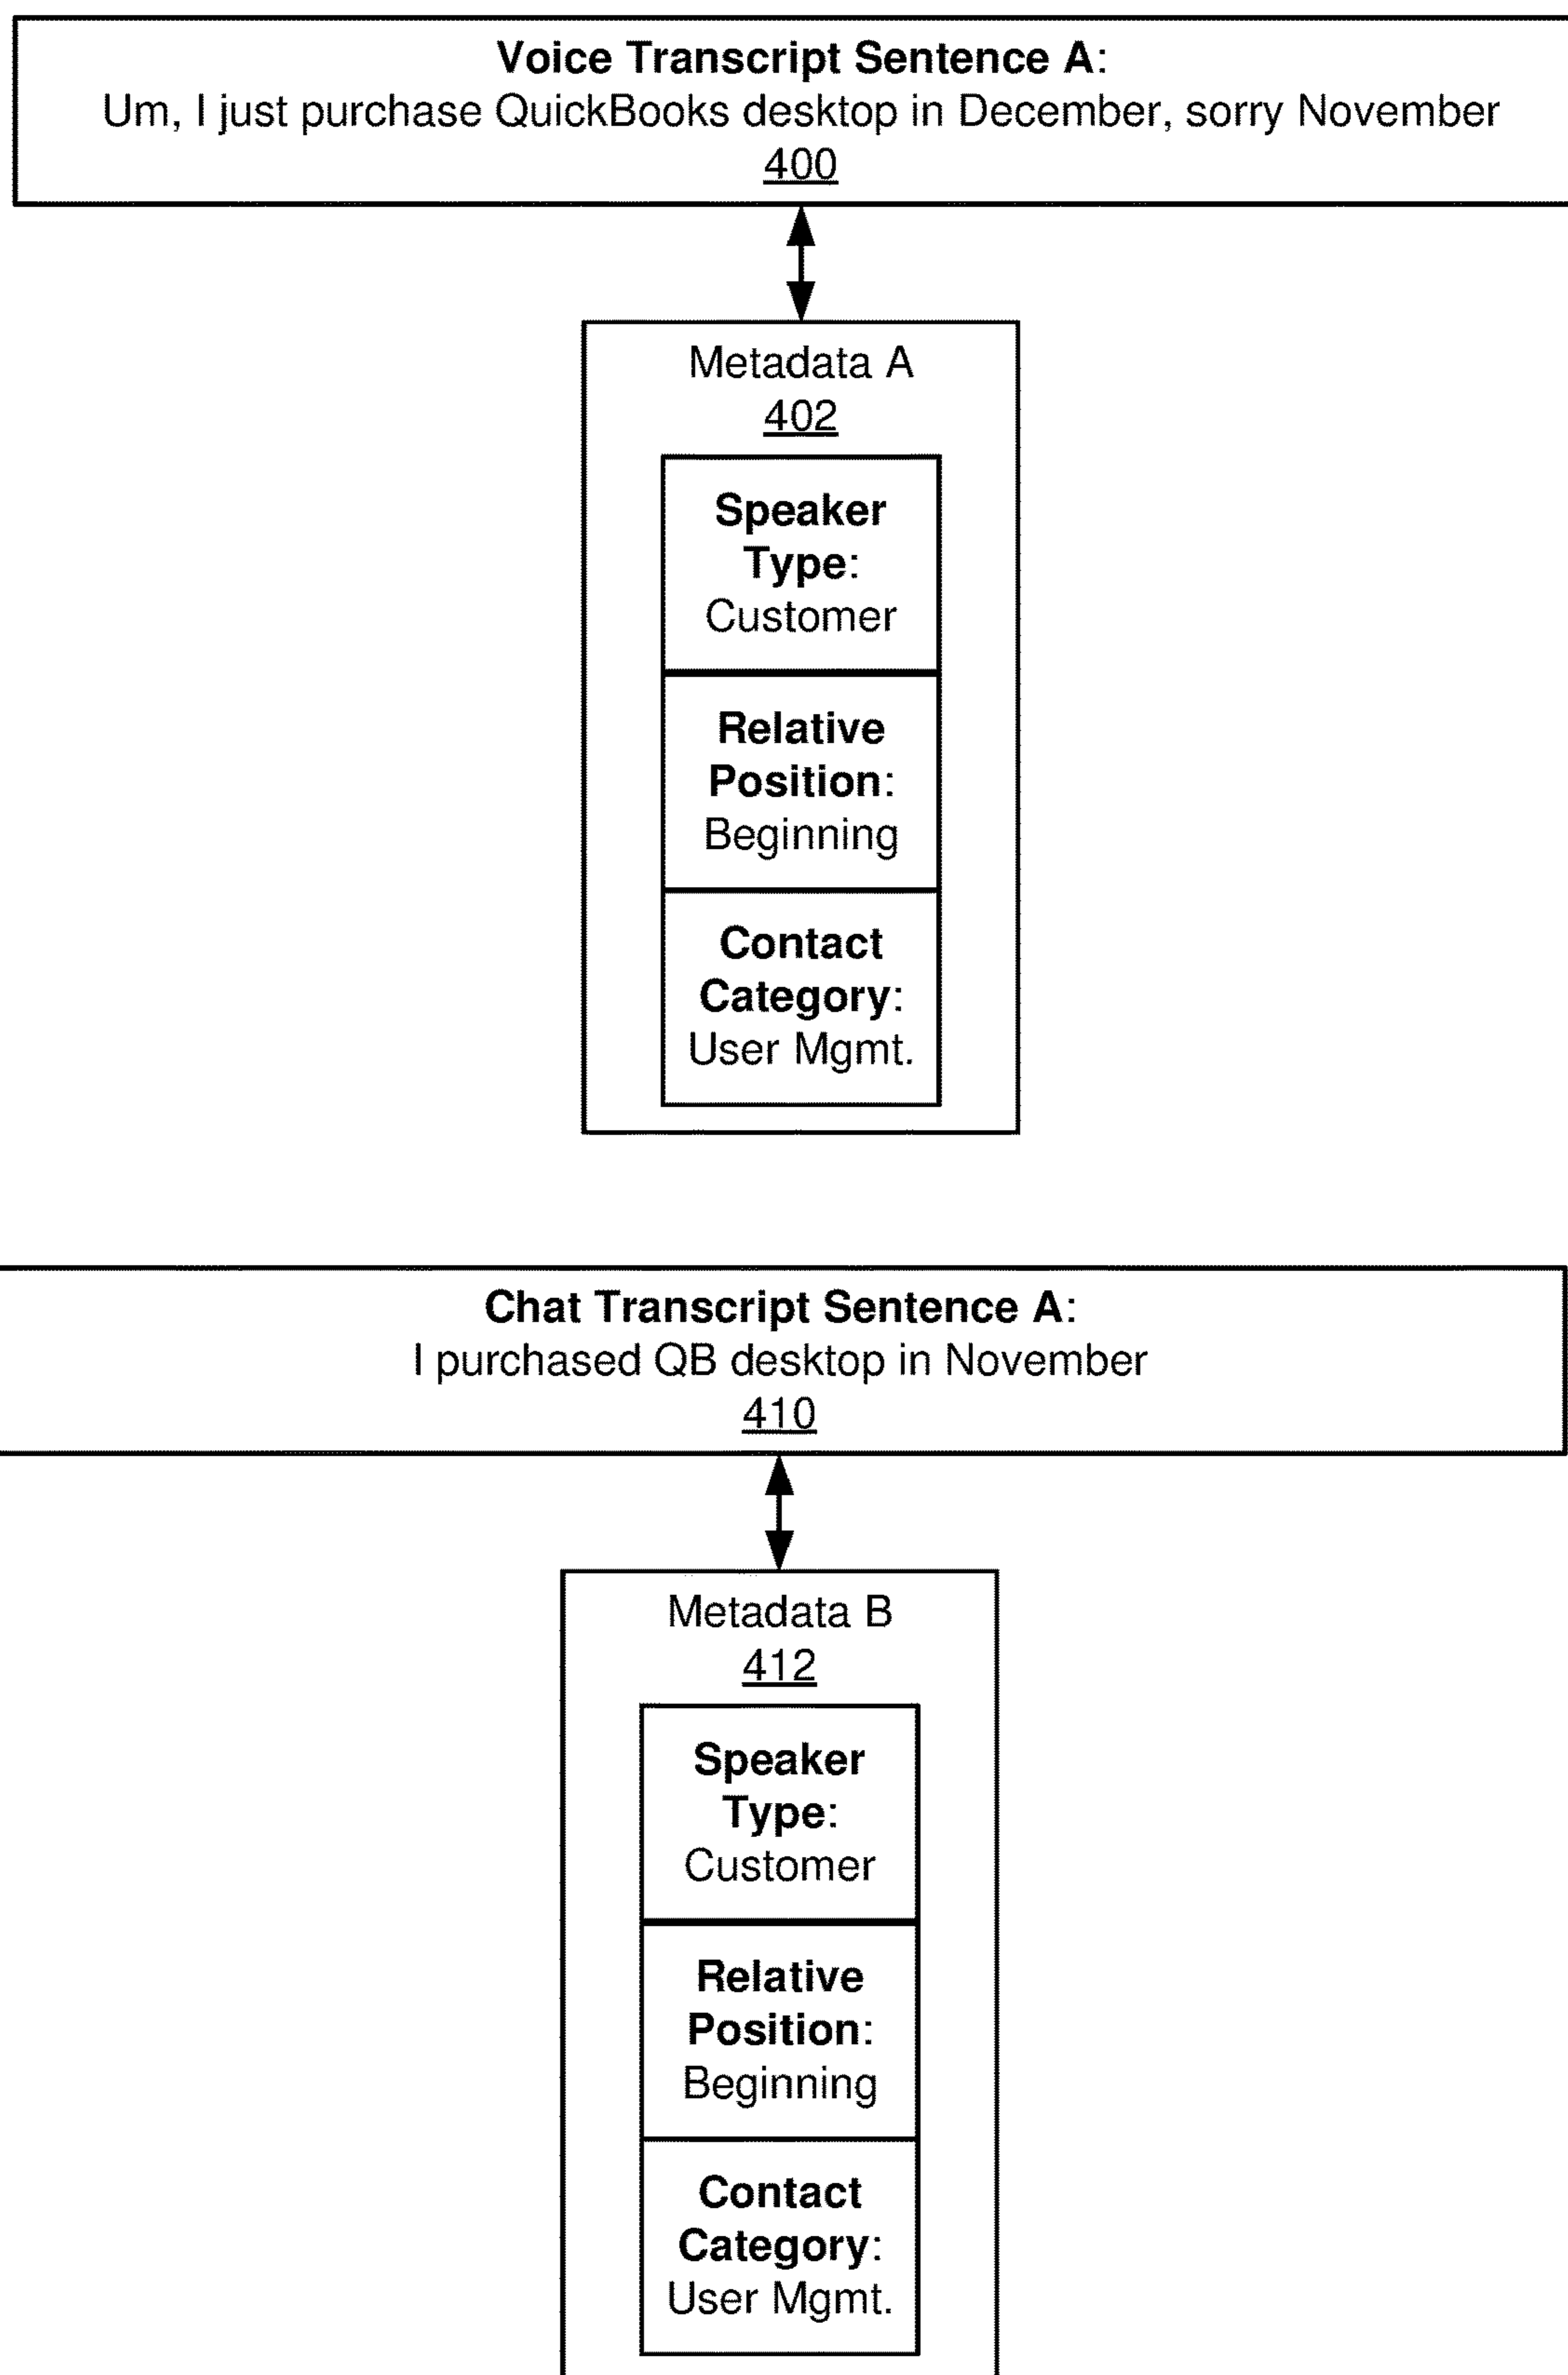 Voice Transcript Sentence A:
Um, I just purchase QuickBooks desktop in December, sorry November
400
Metadata A
402
Speaker
Type:
Customer
Relative
Position:
Beginning
Contact
Category:
User Mgmt.
Chat Transcript Sentence A:
I purchased QB desktop in November
410
Metadata B
412
Speaker
Type:
Customer
Relative
Position:
Beginning
Contact
Category:
User Mgmt.